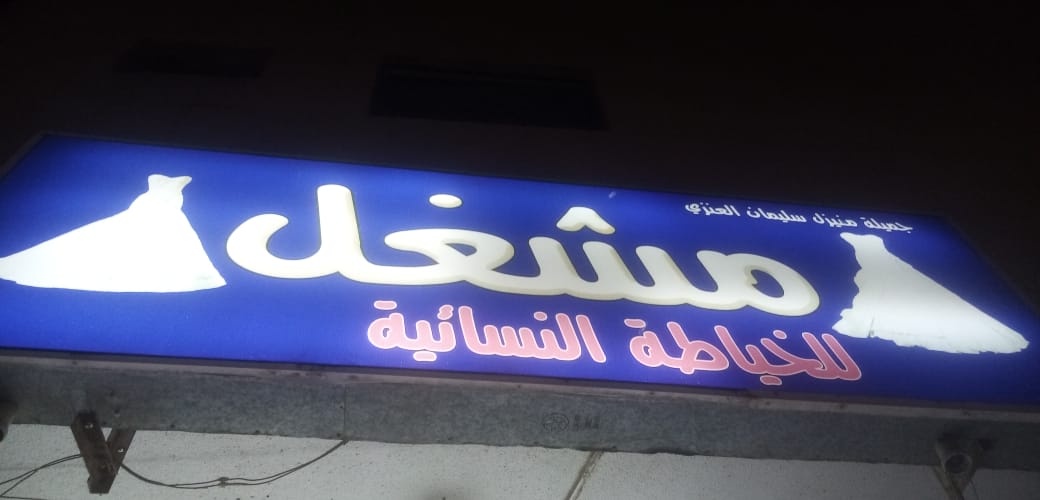 جميلة منيزل سليمان العنزي
مشغل
للخياطة النسائية